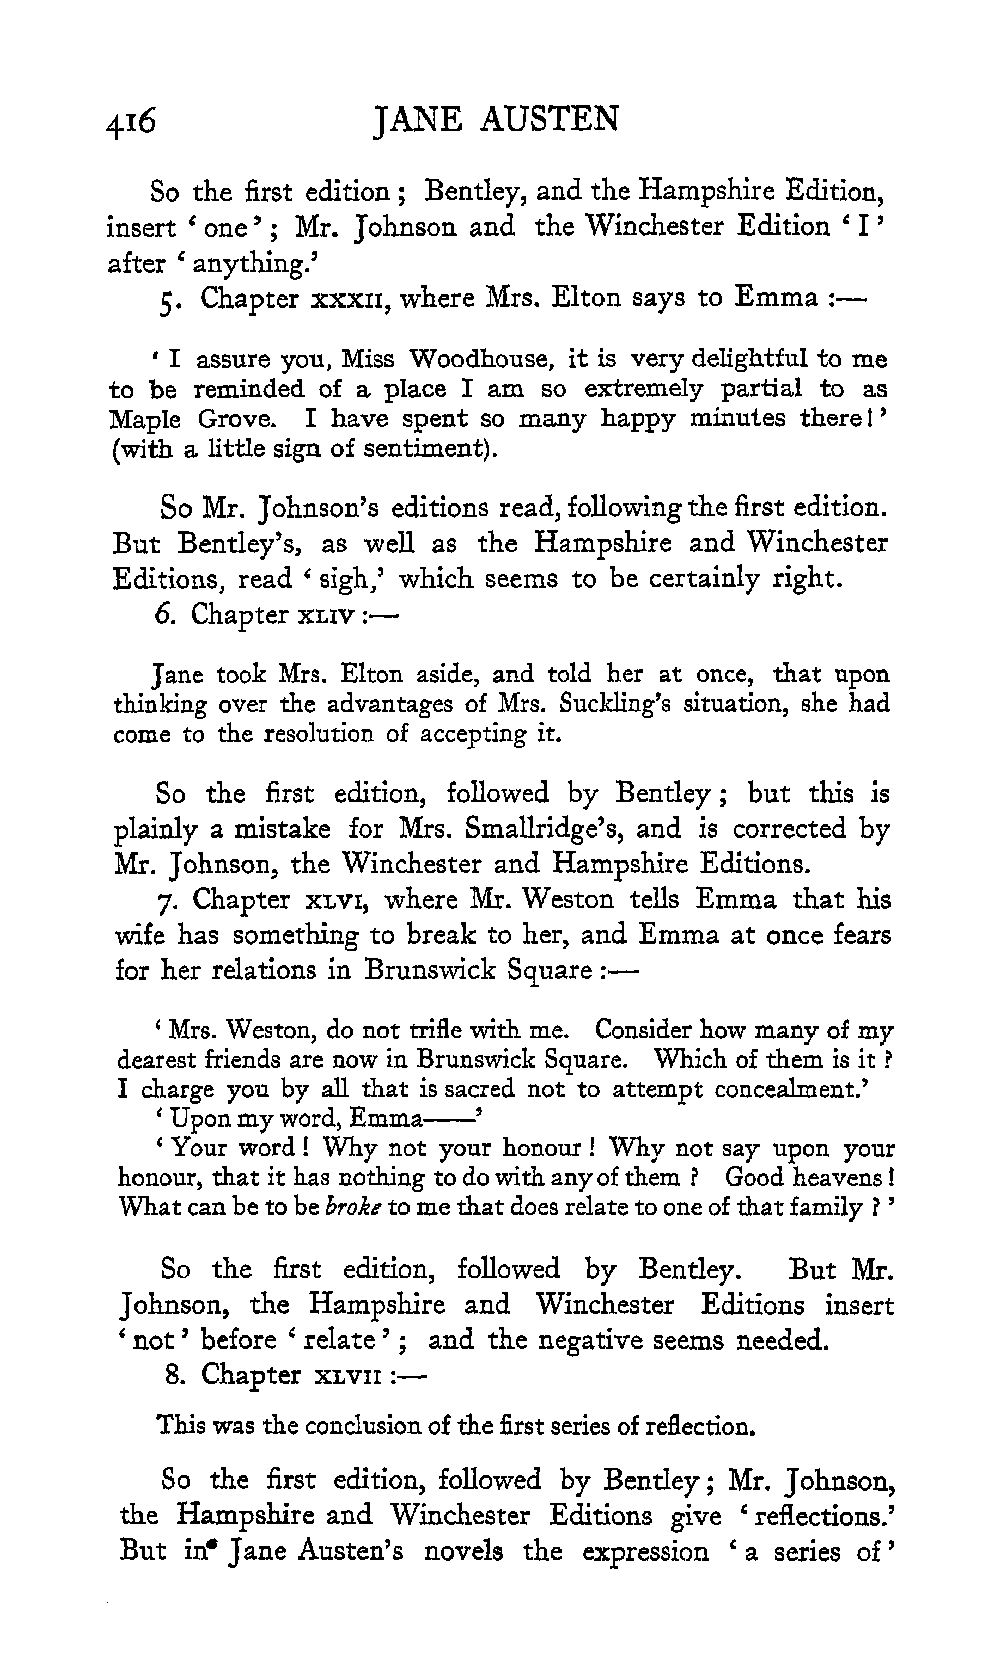 416 JANE AUSTEN
So the first edition ; Bentley, and the Hampshire Edition,
insert ‘ one ’ ; Mr. Johnson and the Winchester Edition ‘ I ’
after ‘ anything.’
5. Chapter XXXII, where Mrs. Elton says to Emma :—
‘ I assure you, Miss Woodhouse, it is very delightful to me
to be reminded of a place I am so extremely partial to as
Maple Grove. I have spent so many happy minutes there ! ’
(with a little sign of sentiment).
So Mr. Johnson’s editions read, following the first edition.
But Bentley’s, as well as the Hampshire and Winchester
Editions, read ‘ sigh,’ which seems to be certainly right.
6. Chapter XLIV :—
Jane took Mrs. Elton aside, and told her at once, that upon
thinking over the advantages of Mrs. Suckling’s situation, she had
come to the resolution of accepting it.
So the first edition, followed by Bentley ; but this is
plainly a mistake for Mrs. Smallridge’s, and is corrected by
Mr. Johnson, the Winchester and Hampshire Editions.
7. Chapter XLVI, where Mr. Weston tells Emma that his
wife has something to break to her, and Emma at once fears
for her relations in Brunswick Square :—
‘ Mrs. Weston, do not trifle with me. Consider how many of my
dearest friends are now in Brunswick Square. Which of them is it ?
I charge you by all that is sacred not to attempt concealment.’
‘ Upon my word, Emma——’
‘ Your word ! Why not your honour ! Why not say upon your
honour, that it has nothing to do with any of them ? Good heavens !
What can be to be broke to me that does relate to one of that family ? ’
So the first edition, followed by Bentley. But Mr.
Johnson, the Hampshire and Winchester Editions insert
‘ not ’ before ‘ relate ’ ; and the negative seems needed.
8. Chapter XLVII :—
This was the conclusion of the first series of reflection.
So the first edition, followed by Bentley ; Mr. Johnson,
the Hampshire and Winchester Editions give ‘ reflections.’
But in Jane Austen’s novels the expression ‘ a series of ’